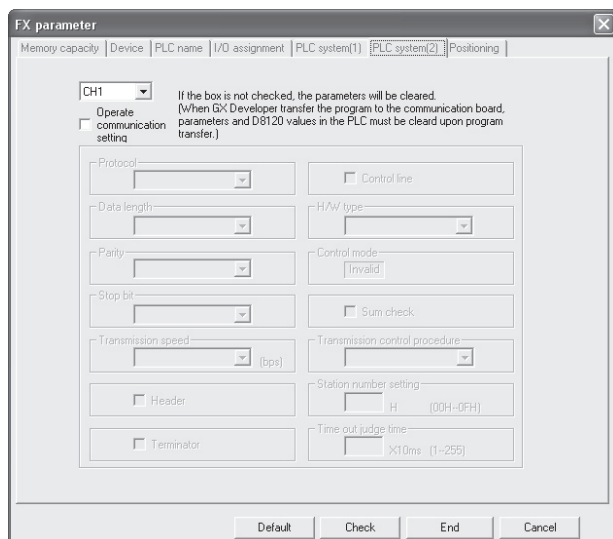 FX parameter
Memory capacity Device PLC name I/O assignment PLC system(1) PLC system(2) Positioning
CH1
If the box is not checked, the parameters will be cleared.
(When GX Developer transfer the program to the communication board,
parameters and D8120 values in the PLC must be cleard upon program
transfer.)
Operate
communication
setting
Protocol
Control line
Data length
H/W type
Parity
Control mode
Invalid
Stop bit
Sum check
Transmission speed
(bps)
Transmission control procedure
Header
Station number setting
H (00H--0FH)
Terminator
Time out judge time
X10ms (1--255)
Default Check End Cancel